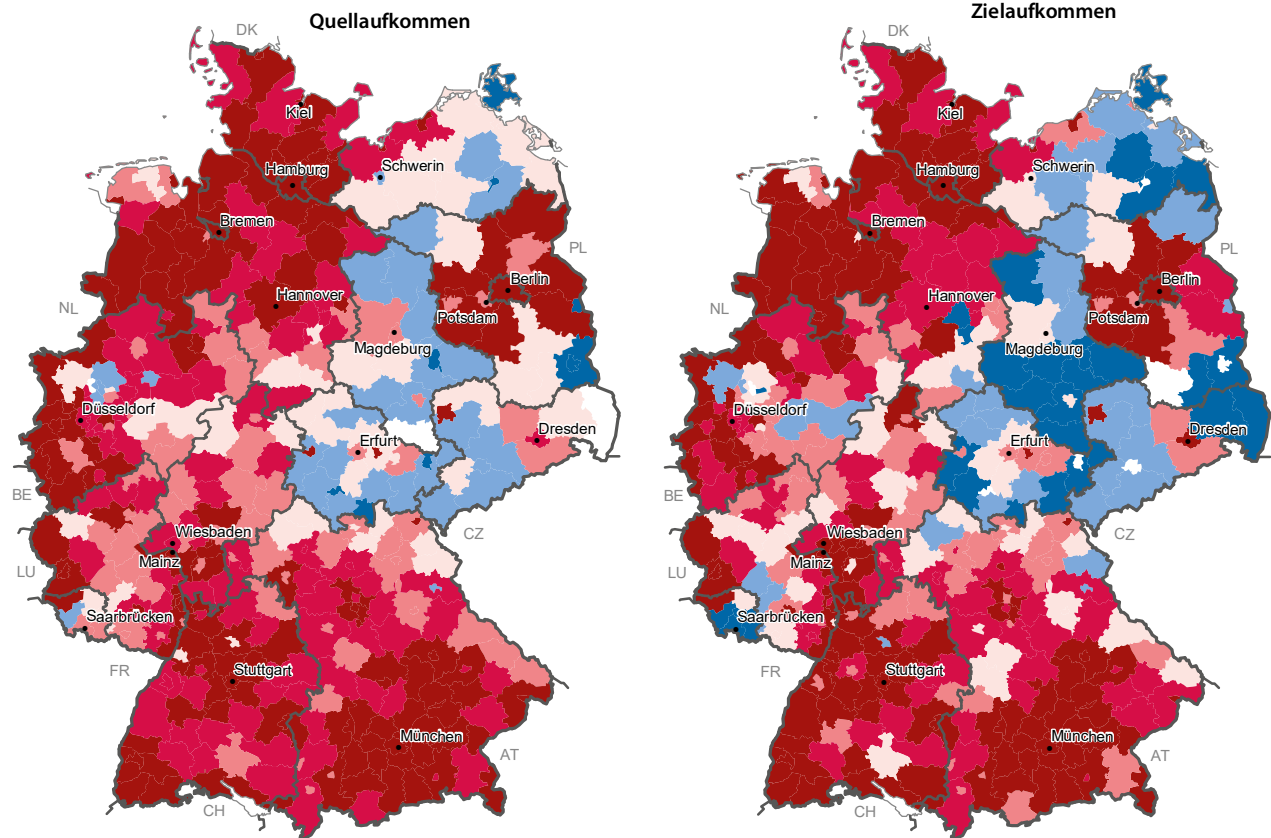 Quellaufkommen
DK
Kiel
Hamburg
Schwerin
Bremen
PL
Berlin
Hannover
NL
Potsdam
Magdeburg
Düsseldorf
Dresden
Erfurt
BE
Wiesbaden
CZ
Mainz
LU
Saarbrücken
FR
Stuttgart
München
AT
CH
Zielaufkommen
DK
Kiel
Hamburg
Schwerin
Bremen
PL
Berlin
Hannover
NL
Potsdam
Magdeburg
Düsseldorf
Dresden
Erfurt
BE
Wiesbaden
CZ
Mainz
LU
Saarbrücken
FR
Stuttgart
München
AT
CH